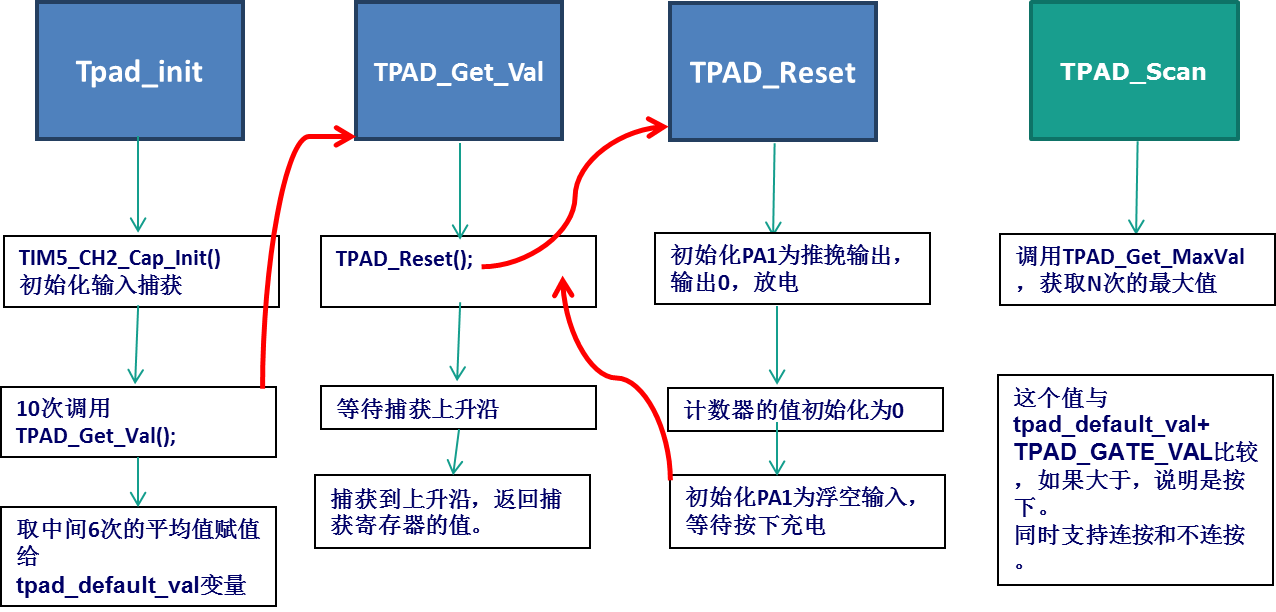 Tpad_init
TIM5_CH2_Cap_Init()
初始化输入捕获
10次调用
TPAD_Get_Val();
取中间6次的平均值赋值
给
tpad_default_val变量
TPAD_Get_Val
TPAD_Reset();
等待捕获上升沿
捕获到上升沿，返回捕
获寄存器的值。
TPAD_Reset
初始化PA1为推挽输出，
输出0，放电
计数器的值初始化为0
初始化PA1为浮空输入，
等待按下充电
TPAD_Scan
调用TPAD_Get_MaxVal
，获取N次的最大值
这个值与
tpad_default_val+
TPAD_GATE_VAL比较
，如果大于，说明是按
下。
同时支持连接和不连接
。